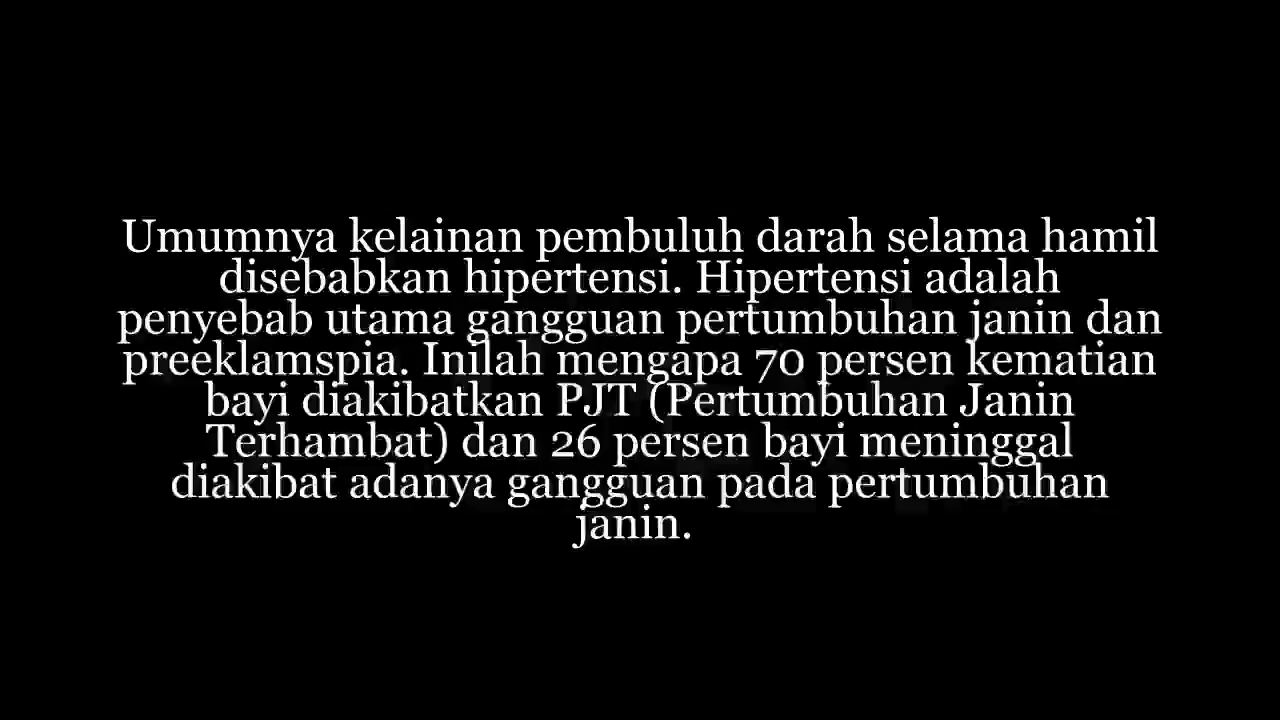 Umumnya kelainan pembuluh darah selama hamil
disebabkan hipertensi. Hipertensi adalah
penyebab utama gangguan pertumbuhan janin dan
preeklamspia. Inilah mengapa 70 persen kematian
bayi diakibatkan PJT (Pertumbuhan Janin
Terhambat) dan 26 persen bayi meninggal
diakibat adanya gangguan pada pertumbuhan
janin.